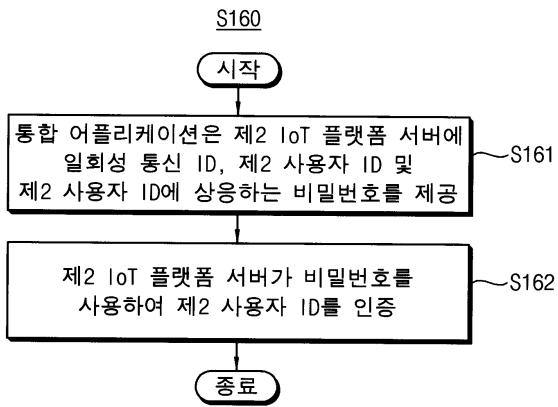 S160
시작
통합 어플리케이션은 제2 IoT 플랫폼 서버에
일회성 통신 ID, 제2 사용자 ID 및
제2 사용자 ID에 상응하는 비밀번호를 제공
S161
제2 IoT 플랫폼 서버가 비밀번호를
사용하여 제2 사용자 ID를 인증
S162
종료